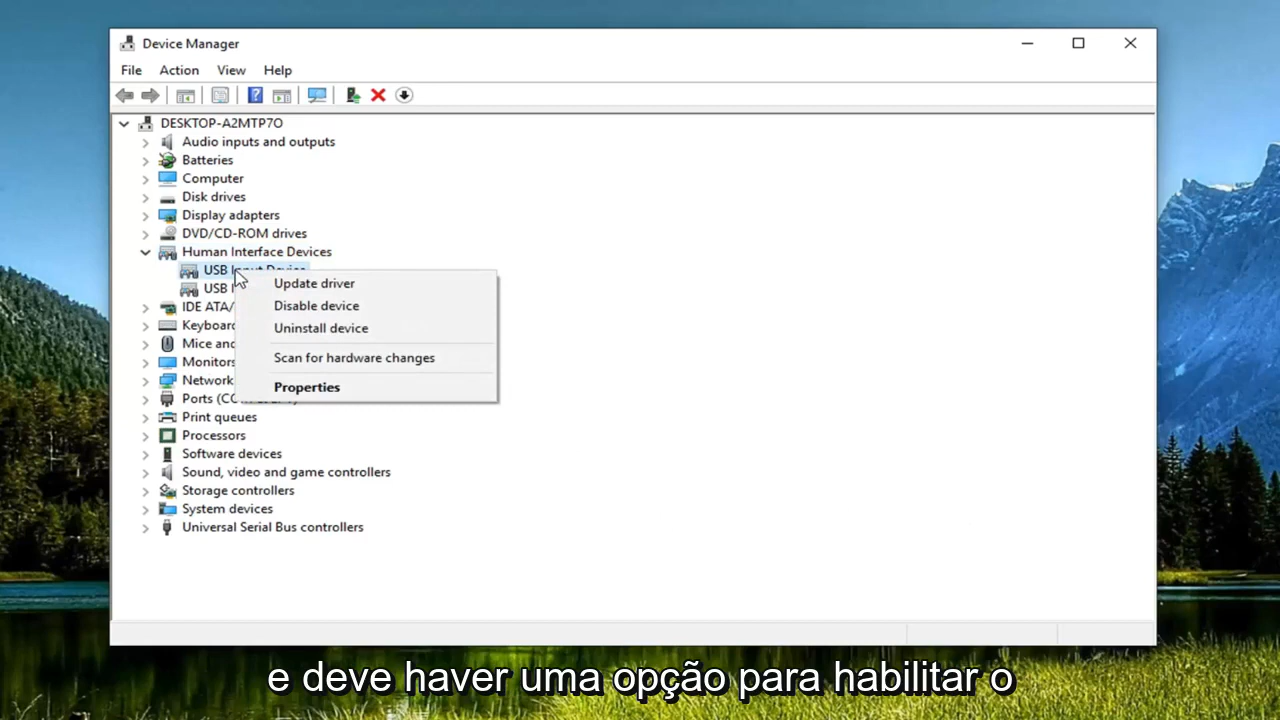 Device Manager
File Action View Help
DESKTOP-A2MTP7O
Audio inputs and outputs
Batteries
Computer
Disk drives
Display adapters
DVD/CD-ROM drives
Human Interface Devices
USB Input Device
USB
IDE ATA/
Keyboard
Mice and
Monitors
Network
Ports
Print queues
Processors
Software devices
Sound, video and game controllers
Storage controllers
System devices
Universal Serial Bus controllers
Update driver
Disable device
Uninstall device
Scan for hardware changes
Properties
e deve haver uma opção para habilitar o